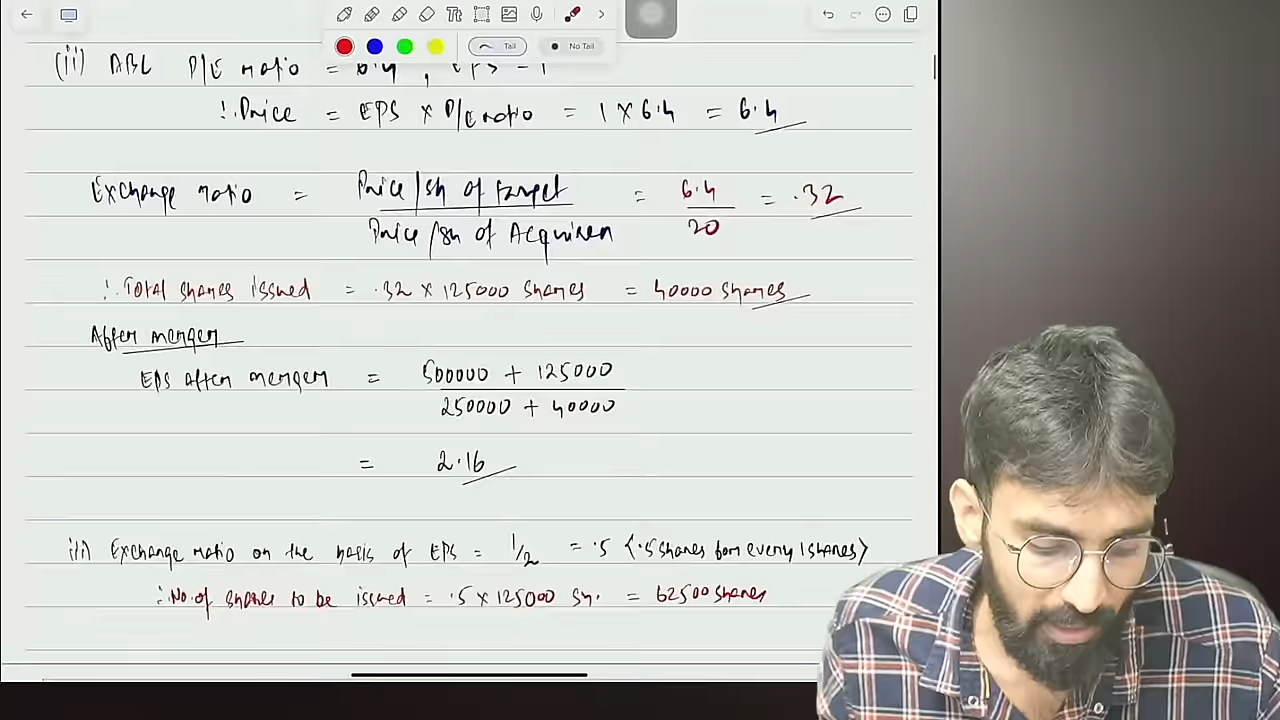 Tt
Tail No Tail
(ii) ABL P/E ratio = 6.4 , EPS = 1
∴ Price = EPS × P/E ratio = 1 × 6.4 = 6.4
Exchange ratio = Price/sh of target / Price/sh of Acquirer = 6.4 / 20 = .32
∴ Total shares issued = .32 × 125000 shares = 40000 shares
After merger
EPS after merger = 500000 + 125000 / 250000 + 40000
= 2.16
iii) Exchange ratio on the basis of EPS = 1/2 = .5 (.5 shares for every 1 shares)
∴ No. of shares to be issued = .5 × 125000 sh. = 62500 shares